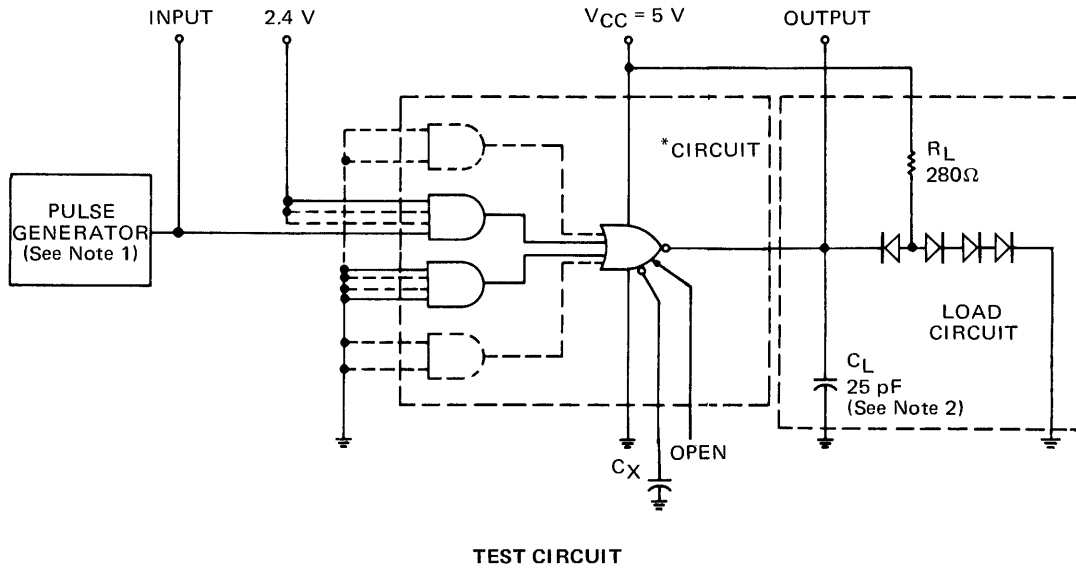 INPUT
2.4 V
VCC = 5 V
OUTPUT
*CIRCUIT
RL
280Ω
PULSE
GENERATOR
(See Note 1)
LOAD
CIRCUIT
CL
25 pF
(See Note 2)
OPEN
CX
TEST CIRCUIT